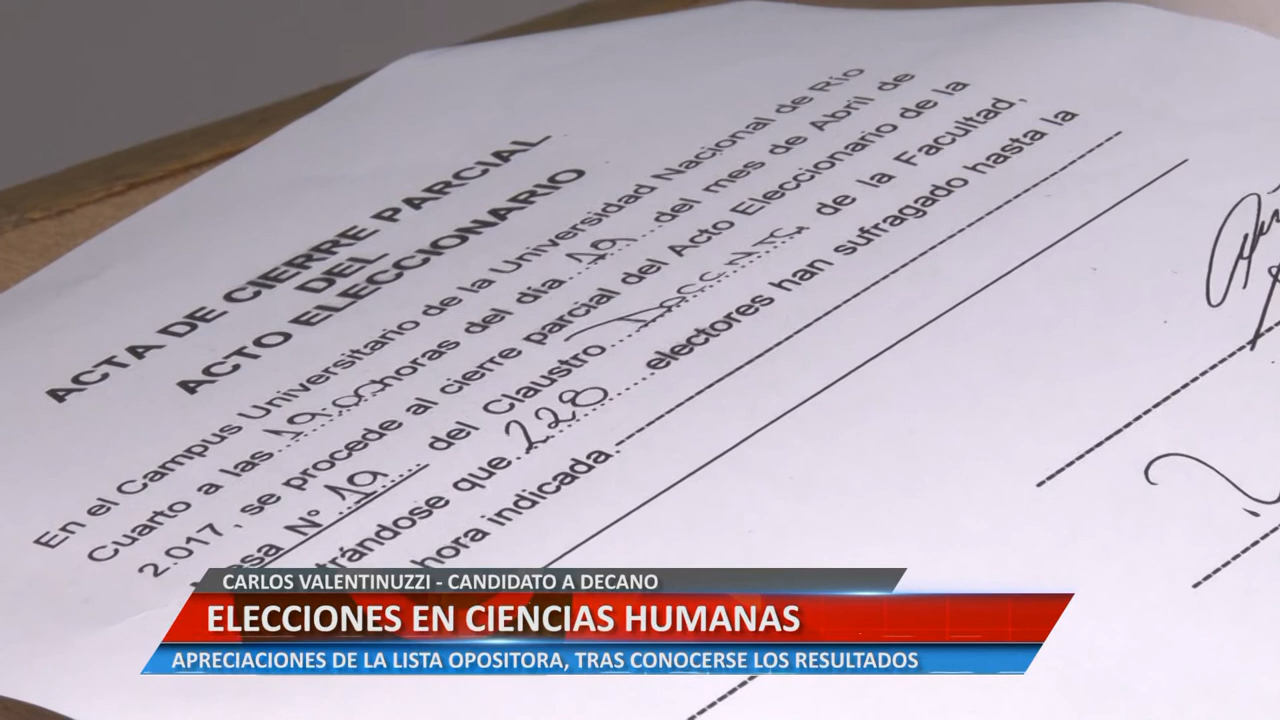 ACTA DE CIERRE PARCIAL
DEL
ACTO ELECCIONARIO
En el Campus Universitario de la Universidad Nacional de Río
Cuarto a las 19:00 horas del día 19 del mes de Abril de
2.017, se procede al cierre parcial del Acto Eleccionario de la
esa N° 19 del Claustro Docente de la Facultad,
trándose que 228 electores han sufragado hasta la
hora indicada.
CARLOS VALENTINUZZI - CANDIDATO A DECANO
ELECCIONES EN CIENCIAS HUMANAS
APRECIACIONES DE LA LISTA OPOSITORA, TRAS CONOCERSE LOS RESULTADOS